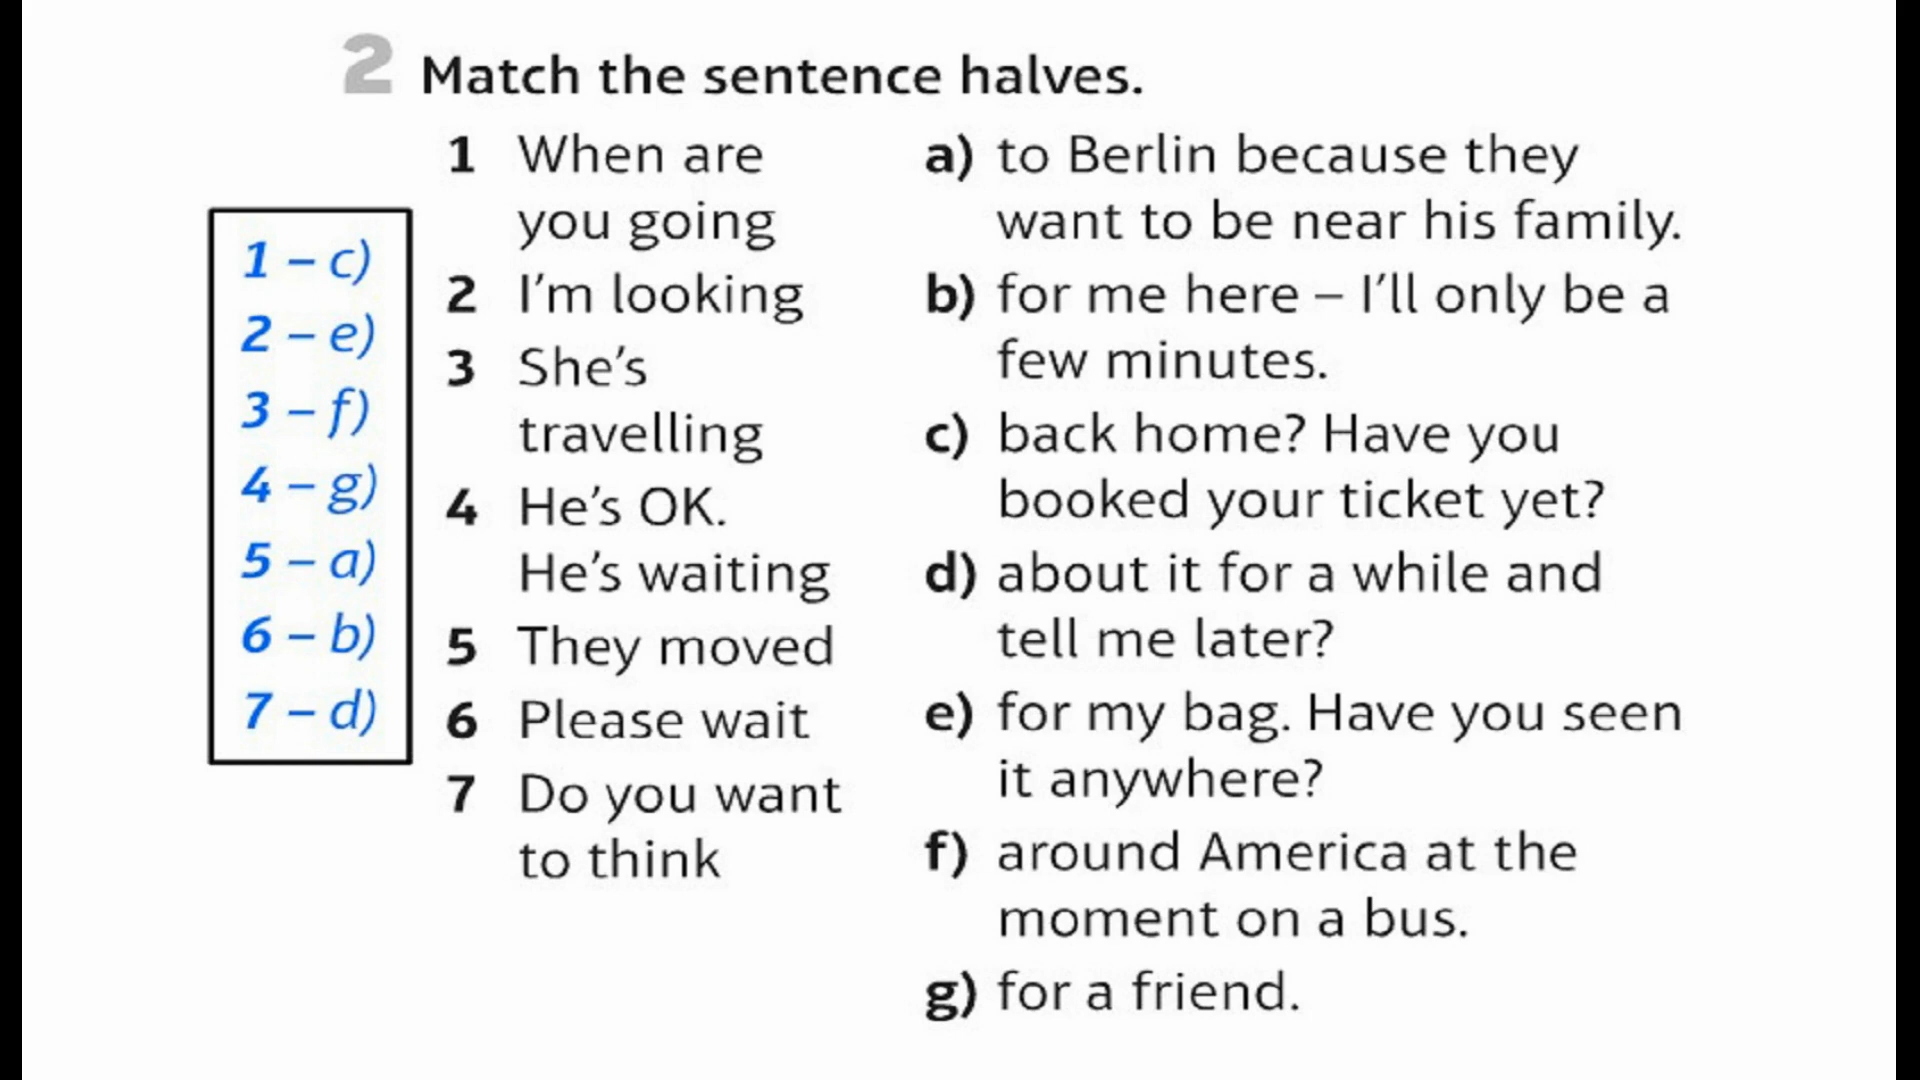 2 Match the sentence halves.
1 – c)
2 – e)
3 – f)
4 – g)
5 – a)
6 – b)
7 – d)
1 When are
you going
2 I'm looking
3 She's
travelling
4 He's OK.
He's waiting
5 They moved
6 Please wait
7 Do you want
to think
a) to Berlin because they
want to be near his family.
b) for me here – I'll only be a
few minutes.
c) back home? Have you
booked your ticket yet?
d) about it for a while and
tell me later?
e) for my bag. Have you seen
it anywhere?
f) around America at the
moment on a bus.
g) for a friend.